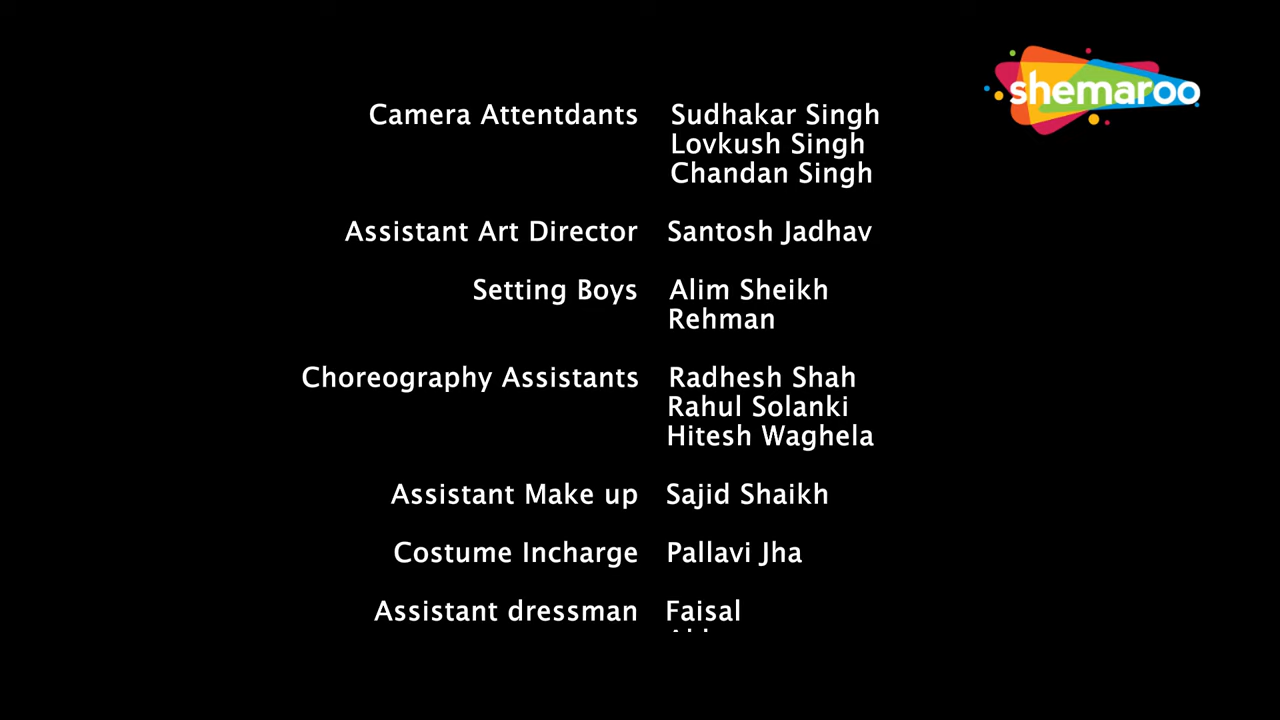 shemaroo
Camera Attentdants Sudhakar Singh
Lovkush Singh
Chandan Singh
Assistant Art Director Santosh Jadhav
Setting Boys Alim Sheikh
Rehman
Choreography Assistants Radhesh Shah
Rahul Solanki
Hitesh Waghela
Assistant Make up Sajid Shaikh
Costume Incharge Pallavi Jha
Assistant dressman Faisal